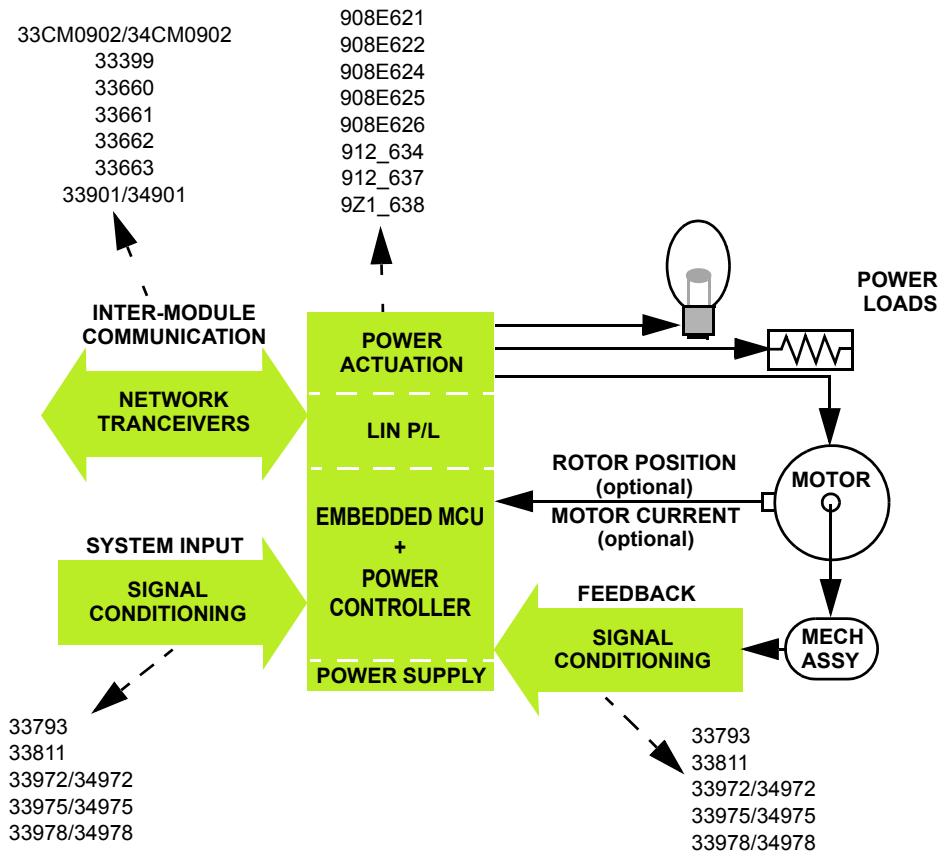 33CM0902/34CM0902
33399
33660
33661
33662
33663
33901/34901
908E621
908E622
908E624
908E625
908E626
912_634
912_637
9Z1_638
POWER
LOADS
INTER-MODULE
COMMUNICATION
NETWORK
TRANCEIVERS
POWER
ACTUATION
LIN P/L
EMBEDDED MCU
+
POWER
CONTROLLER
POWER SUPPLY
ROTOR POSITION
(optional)
MOTOR CURRENT
(optional)
MOTOR
SYSTEM INPUT
SIGNAL
CONDITIONING
FEEDBACK
SIGNAL
CONDITIONING
MECH
ASSY
33793
33811
33972/34972
33975/34975
33978/34978
33793
33811
33972/34972
33975/34975
33978/34978